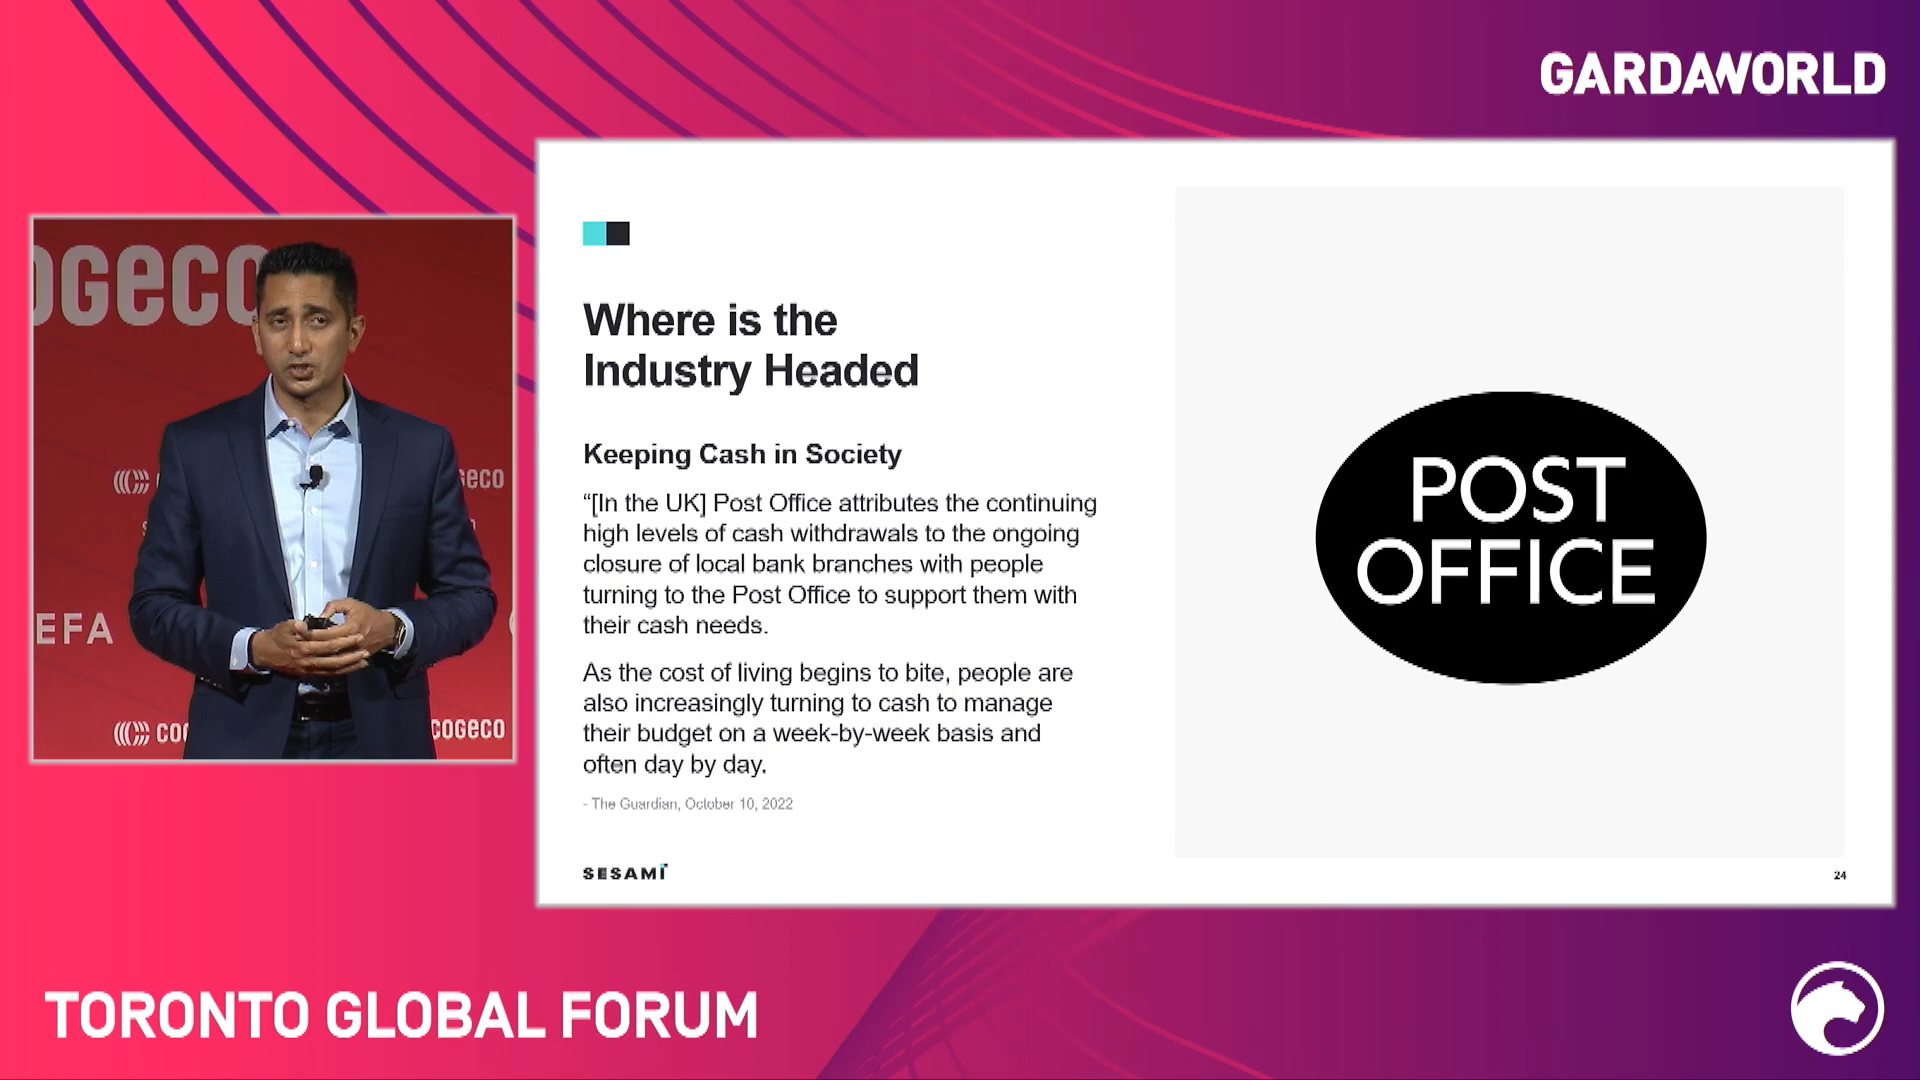 GARDAWORLD
OGECO
COGECO
EFA
COGECO
Where is the
Industry Headed
Keeping Cash in Society
“[In the UK] Post Office attributes the continuing
high levels of cash withdrawals to the ongoing
closure of local bank branches with people
turning to the Post Office to support them with
their cash needs.
As the cost of living begins to bite, people are
also increasingly turning to cash to manage
their budget on a week-by-week basis and
often day by day.
- The Guardian, October 10, 2022
SESAMI
24
POST
OFFICE
TORONTO GLOBAL FORUM